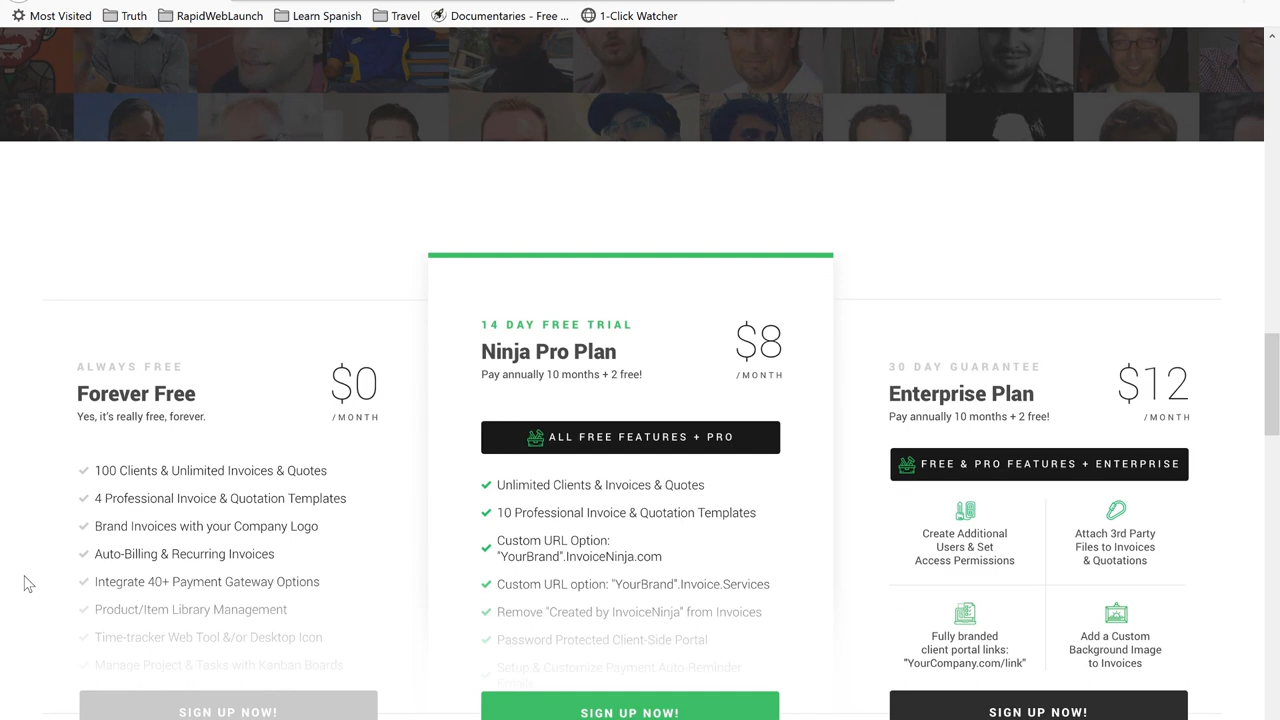 Most Visited Truth RapidWebLaunch Learn Spanish Travel Documentaries - Free ... 1-Click Watcher
ALWAYS FREE
Forever Free
Yes, it's really free, forever.
$0
/MONTH
100 Clients & Unlimited Invoices & Quotes
4 Professional Invoice & Quotation Templates
Brand Invoices with your Company Logo
Auto-Billing & Recurring Invoices
Integrate 40+ Payment Gateway Options
Product/Item Library Management
Time-tracker Web Tool &/or Desktop Icon
Manage Project & Tasks with Kanban Boards
SIGN UP NOW!
14 DAY FREE TRIAL
Ninja Pro Plan
Pay annually 10 months + 2 free!
$8
/MONTH
ALL FREE FEATURES + PRO
Unlimited Clients & Invoices & Quotes
10 Professional Invoice & Quotation Templates
Custom URL Option:
"YourBrand".InvoiceNinja.com
Custom URL option: "YourBrand".Invoice.Services
Remove "Created by InvoiceNinja" from Invoices
Password Protected Client-Side Portal
Setup & Customize Payment Auto-Reminder
Emails
SIGN UP NOW!
30 DAY GUARANTEE
Enterprise Plan
Pay annually 10 months + 2 free!
$12
/MONTH
FREE & PRO FEATURES + ENTERPRISE
Create Additional
Users & Set
Access Permissions
Attach 3rd Party
Files to Invoices
& Quotations
Fully branded
client portal links:
"YourCompany.com/link"
Add a Custom
Background Image
to Invoices
SIGN UP NOW!